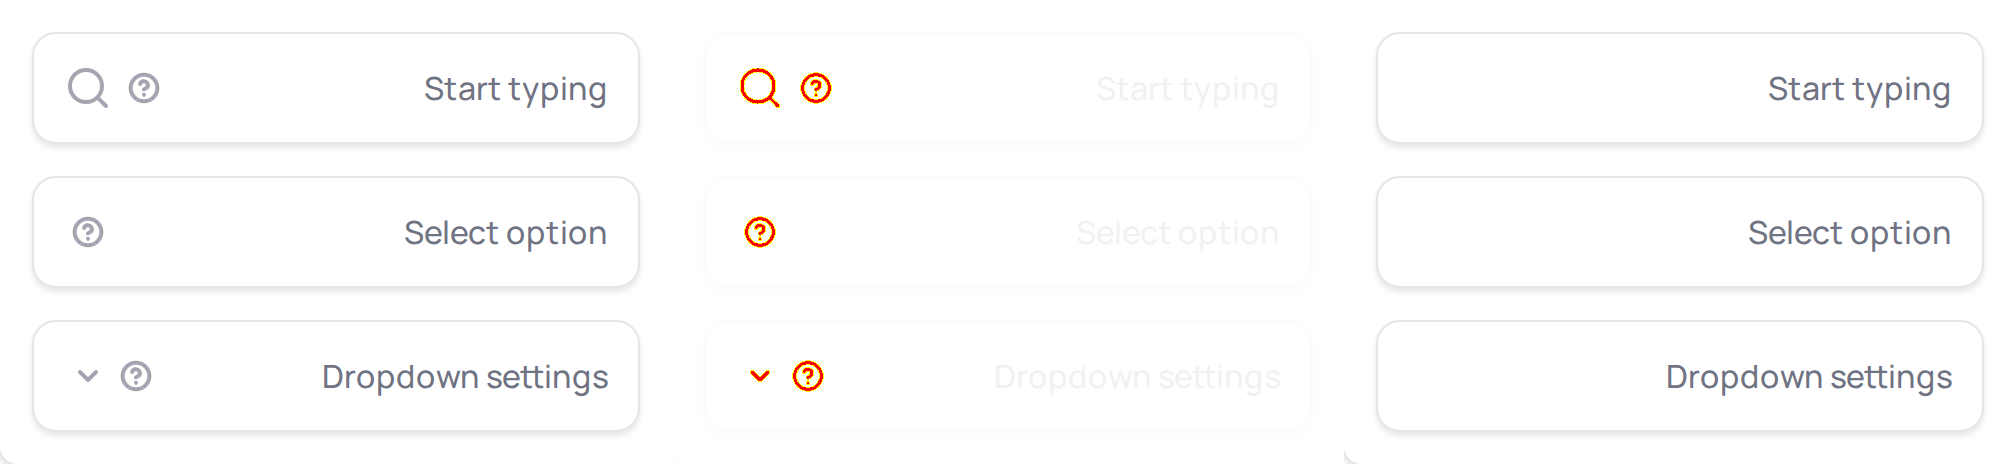 Start typing Start typing Start typing
Select option Select option Select option
Dropdown settings Dropdown settings Dropdown settings